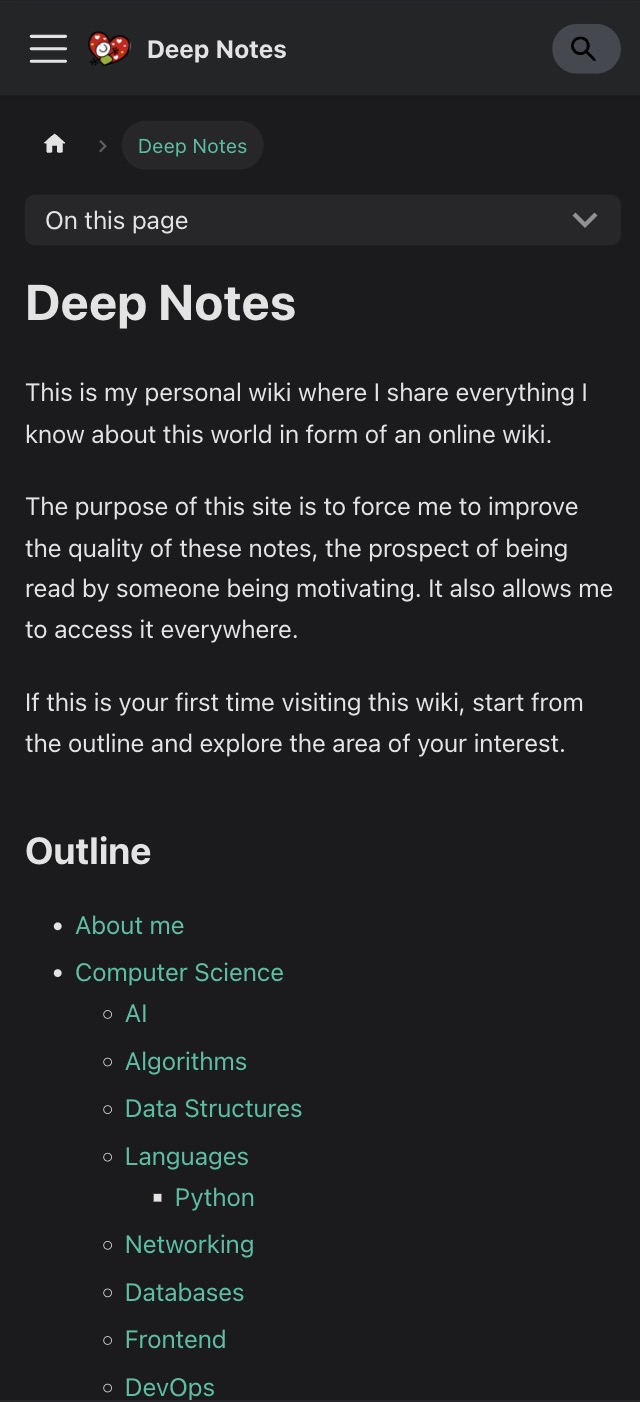 Deep Notes
Deep Notes
On this page
Deep Notes
This is my personal wiki where I share everything I
know about this world in form of an online wiki.
The purpose of this site is to force me to improve
the quality of these notes, the prospect of being
read by someone being motivating. It also allows me
to access it everywhere.
If this is your first time visiting this wiki, start from
the outline and explore the area of your interest.
Outline
About me
Computer Science
AI
Algorithms
Data Structures
Languages
Python
Networking
Databases
Frontend
DevOps